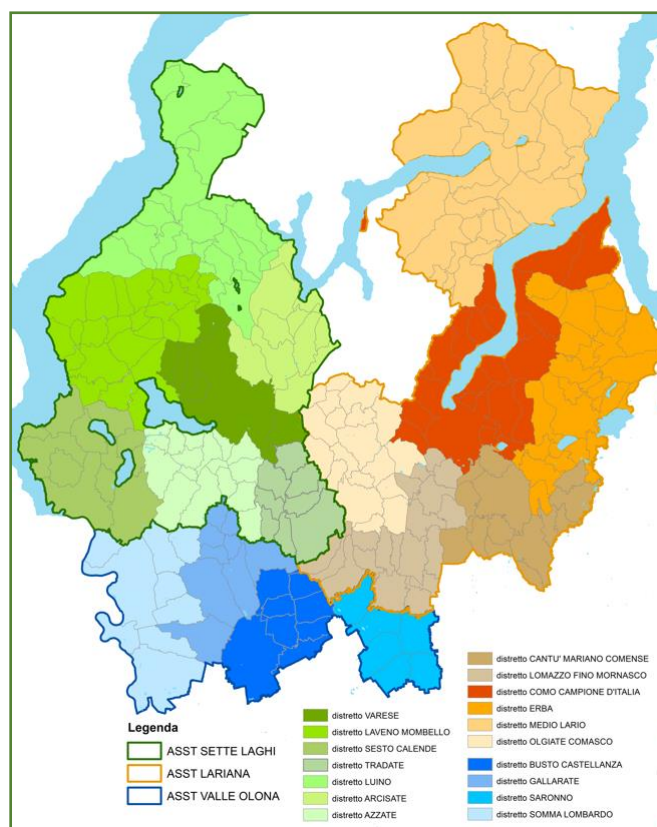 Legenda
ASST SETTE LAGHI
ASST LARIANA
ASST VALLE OLONA
distretto VARESE
distretto LAVENO MOMBELLO
distretto SESTO CALENDE
distretto TRADATE
distretto LUINO
distretto ARCISATE
distretto AZZATE
distretto CANTU' MARIANO COMENSE
distretto LOMAZZO FINO MORNASCO
distretto COMO CAMPIONE D'ITALIA
distretto ERBA
distretto MEDIO LARIO
distretto OLGIATE COMASCO
distretto BUSTO CASTELLANZA
distretto GALLARATE
distretto SARONNO
distretto SOMMA LOMBARDO